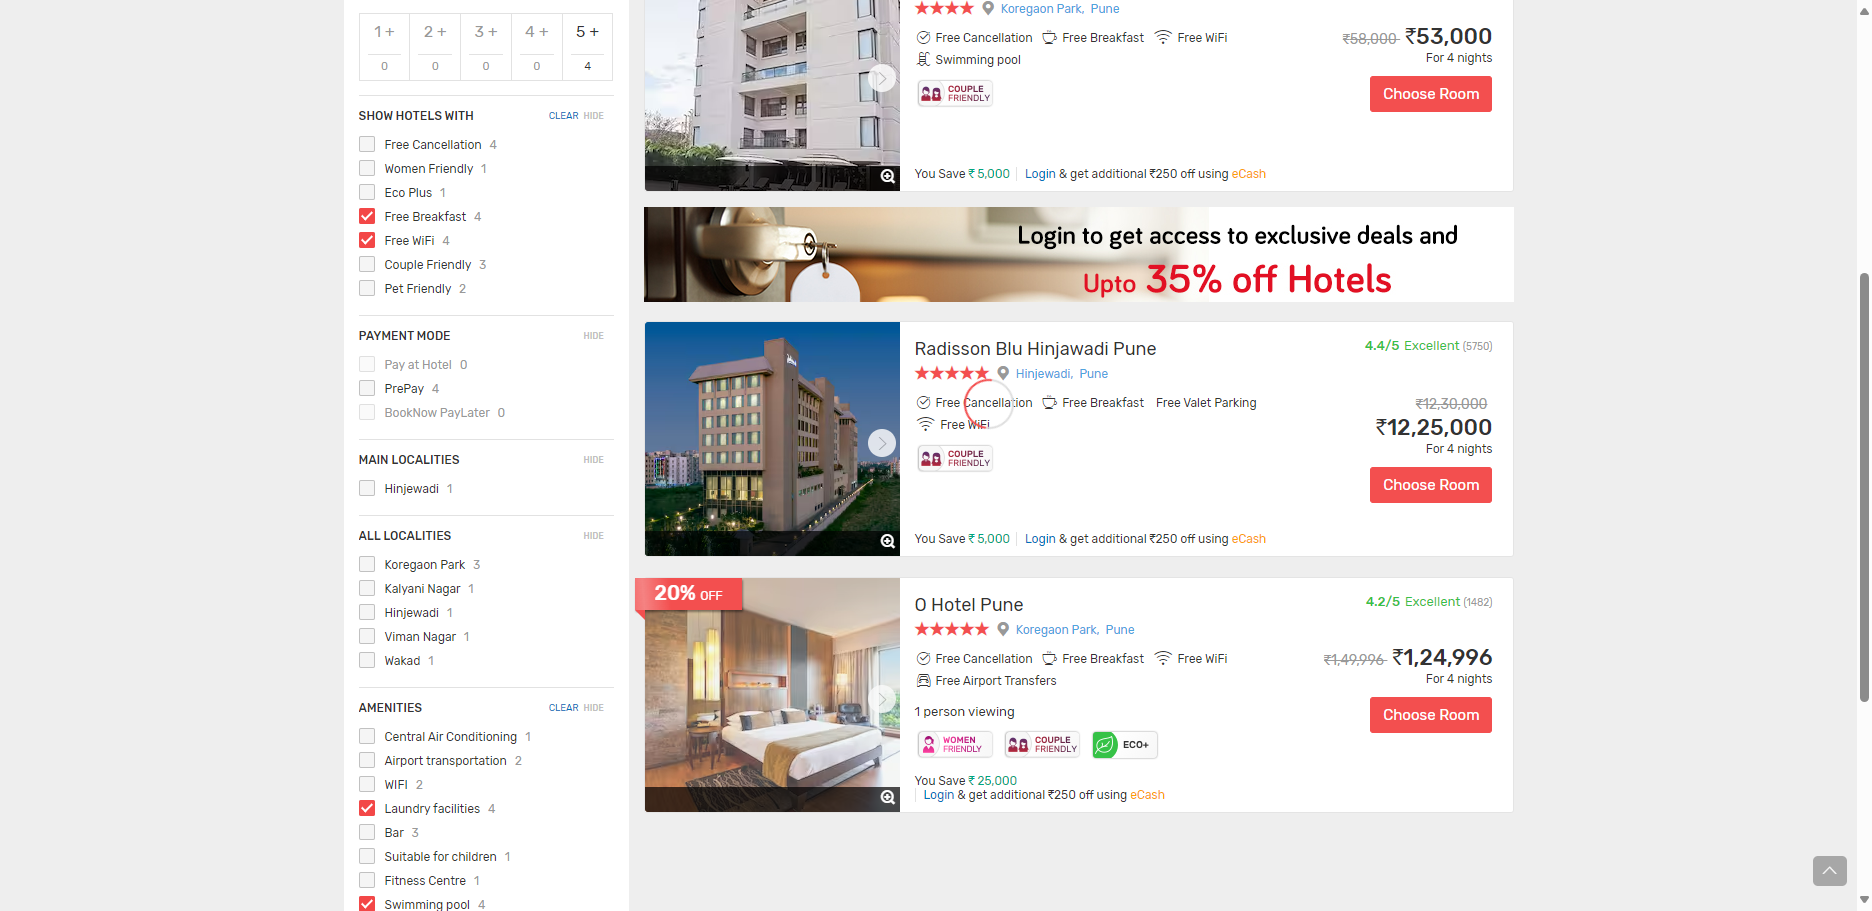 1 + 2 + 3 + 4 + 5 +
0 0 0 0 4
SHOW HOTELS WITH CLEAR HIDE
Free Cancellation 4
Women Friendly 1
Eco Plus 1
Free Breakfast 4
Free WiFi 4
Couple Friendly 3
Pet Friendly 2
PAYMENT MODE HIDE
Pay at Hotel 0
PrePay 4
BookNow PayLater 0
MAIN LOCALITIES HIDE
Hinjewadi 1
ALL LOCALITIES HIDE
Koregaon Park 3
Kalyani Nagar 1
Hinjewadi 1
Viman Nagar 1
Wakad 1
AMENITIES CLEAR HIDE
Central Air Conditioning 1
Airport transportation 2
WIFI 2
Laundry facilities 4
Bar 3
Suitable for children 1
Fitness Centre 1
Swimming pool 4
Koregaon Park, Pune
Free Cancellation Free Breakfast Free WiFi
Swimming pool
COUPLE
FRIENDLY
₹58,000 ₹53,000
For 4 nights
Choose Room
You Save ₹ 5,000 Login & get additional ₹250 off using eCash
Login to get access to exclusive deals and
Upto 35% off Hotels
Radisson Blu Hinjawadi Pune
4.4/5 Excellent (5750)
Hinjewadi, Pune
Free Cancellation Free Breakfast Free Valet Parking
Free WiFi
COUPLE
FRIENDLY
₹12,30,000
₹12,25,000
For 4 nights
Choose Room
You Save ₹ 5,000 Login & get additional ₹250 off using eCash
20% OFF
O Hotel Pune
4.2/5 Excellent (1482)
Koregaon Park, Pune
Free Cancellation Free Breakfast Free WiFi
Free Airport Transfers
₹1,49,996 ₹1,24,996
For 4 nights
Choose Room
1 person viewing
WOMEN
FRIENDLY
COUPLE
FRIENDLY
ECO+
You Save ₹ 25,000
Login & get additional ₹250 off using eCash